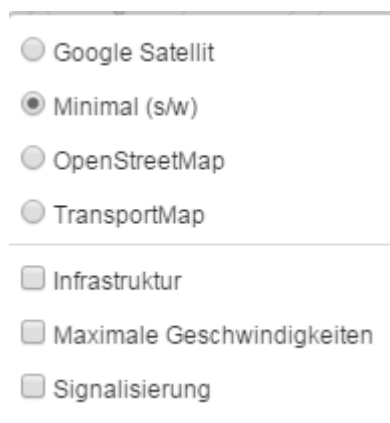 Google Satellit
Minimal (s/w)
OpenStreetMap
TransportMap
Infrastruktur
Maximale Geschwindigkeiten
Signalisierung